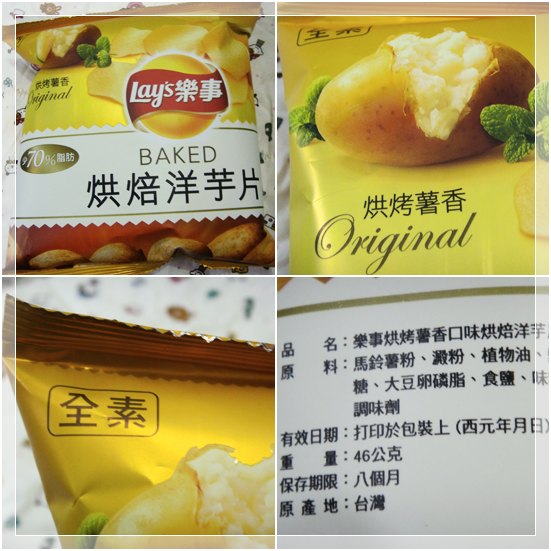 Lay's樂事
烘烤薯香
Original
70%脂肪
BAKED
烘焙洋芋片
全素
烘烤薯香
Original
全素
品 名：樂事烘烤薯香口味烘焙洋芋
原 料：馬鈴薯粉、澱粉、植物油、
糖、大豆卵磷脂、食鹽、味
調味劑
有效日期：打印於包裝上 (西元年月日)
重 量：46公克
保存期限：八個月
原 產 地：台灣